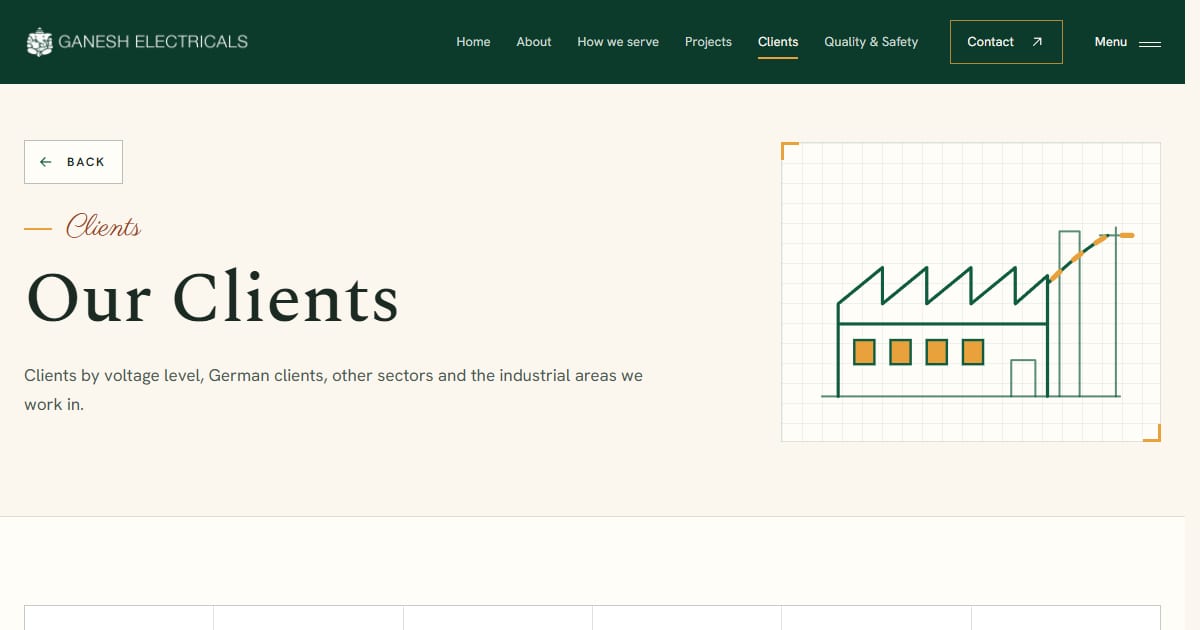 GANESH ELECTRICALS
Home
About
How we serve
Projects
Clients
Quality & Safety
Contact
Menu
BACK
Clients
Our Clients
Clients by voltage level, German clients, other sectors and the industrial areas we
work in.